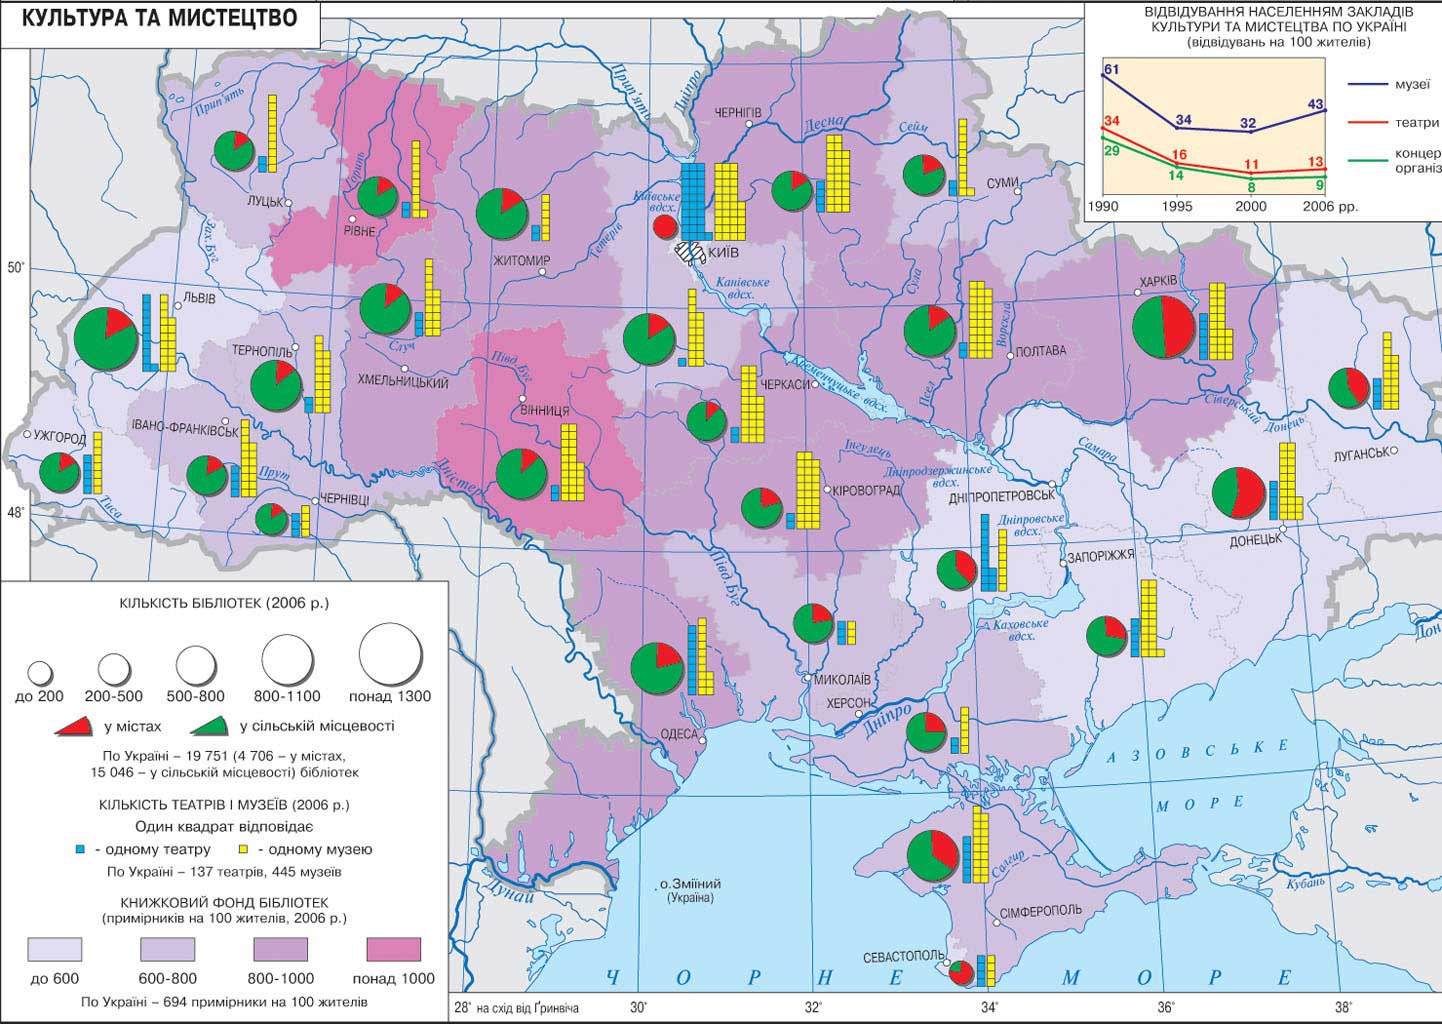 КУЛЬТУРА ТА МИСТЕЦТВО
ВІДВІДУВАННЯ НАСЕЛЕННЯМ ЗАКЛАДІВ
КУЛЬТУРИ ТА МИСТЕЦТВА ПО УКРАЇНІ
(відвідувань на 100 жителів)
61
34
32
43
34
16
11
13
29
14
8
9
1990
1995
2000
2006 рр.
музеї
театри
концер
організ
Прип'ять
Прип'ять
Дніпро
ЧЕРНІГІВ
Десна
Сейм
СУМИ
ЛУЦЬК
Горинь
РІВНЕ
Київське
вдсх.
Тетерів
КИЇВ
ЖИТОМИР
Зах. Буг
50°
ЛЬВІВ
Канівське
вдсх.
Сула
Ворскла
ХАРКІВ
ТЕРНОПІЛЬ
Случ
ХМЕЛЬНИЦЬКИЙ
Півд. Буг
ВІННИЦЯ
ЧЕРКАСИ
Кременчуцьке вдсх.
Псел
ПОЛТАВА
Сіверський Донець
ІВАНО-ФРАНКІВСЬК
УЖГОРОД
Прут
ЧЕРНІВЦІ
Тиса
Дністер
Інгулець
Дніпродзержинське
вдсх.
КІРОВОГРАД
Самара
ДНІПРОПЕТРОВСЬК
ЛУГАНСЬК
48°
Дніпровське
вдсх.
ДОНЕЦЬК
ЗАПОРІЖЖЯ
Півд. Буг
Каховське
вдсх.
Дон
МИКОЛАЇВ
ХЕРСОН
Дніпро
ОДЕСА
АЗОВСЬКЕ
МОРЕ
Дунай
о.Зміїний
(Україна)
Салгир
СІМФЕРОПОЛЬ
СЕВАСТОПОЛЬ
Кубань
ЧОРНЕ МОРЕ
28° на схід від Ґринвіча
30°
32°
34°
36°
38°
КІЛЬКІСТЬ БІБЛІОТЕК (2006 р.)
до 200
200-500
500-800
800-1100
понад 1300
у містах
у сільській місцевості
По Україні – 19 751 (4 706 – у містах,
15 046 – у сільській місцевості) бібліотек
КІЛЬКІСТЬ ТЕАТРІВ І МУЗЕЇВ (2006 р.)
Один квадрат відповідає
- одному театру
- одному музею
По Україні – 137 театрів, 445 музеїв
КНИЖКОВИЙ ФОНД БІБЛІОТЕК
(примірників на 100 жителів, 2006 р.)
до 600
600-800
800-1000
понад 1000
По Україні – 694 примірники на 100 жителів